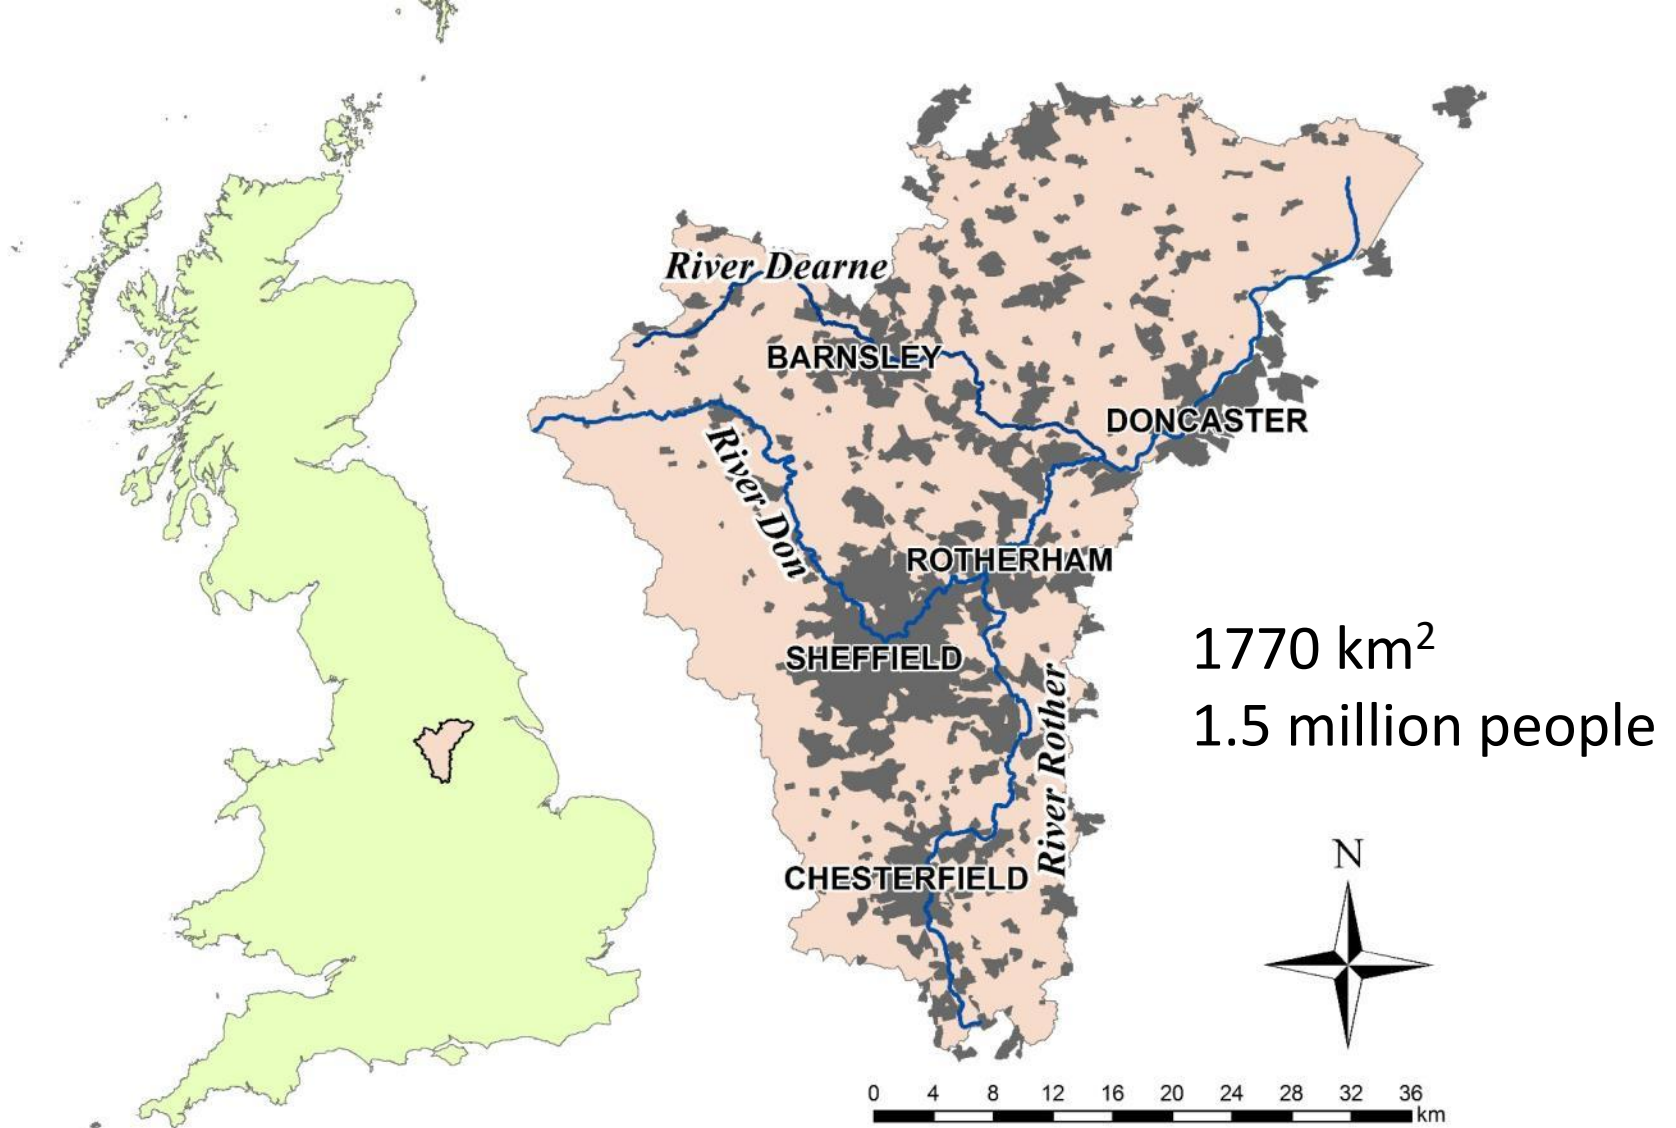 River Dearne
BARNSLEY
DONCASTER
River Don
ROTHERHAM
SHEFFIELD
River Rother
1770 km²
1.5 million people
CHESTERFIELD
N
0 4 8 12 16 20 24 28 32 36
km